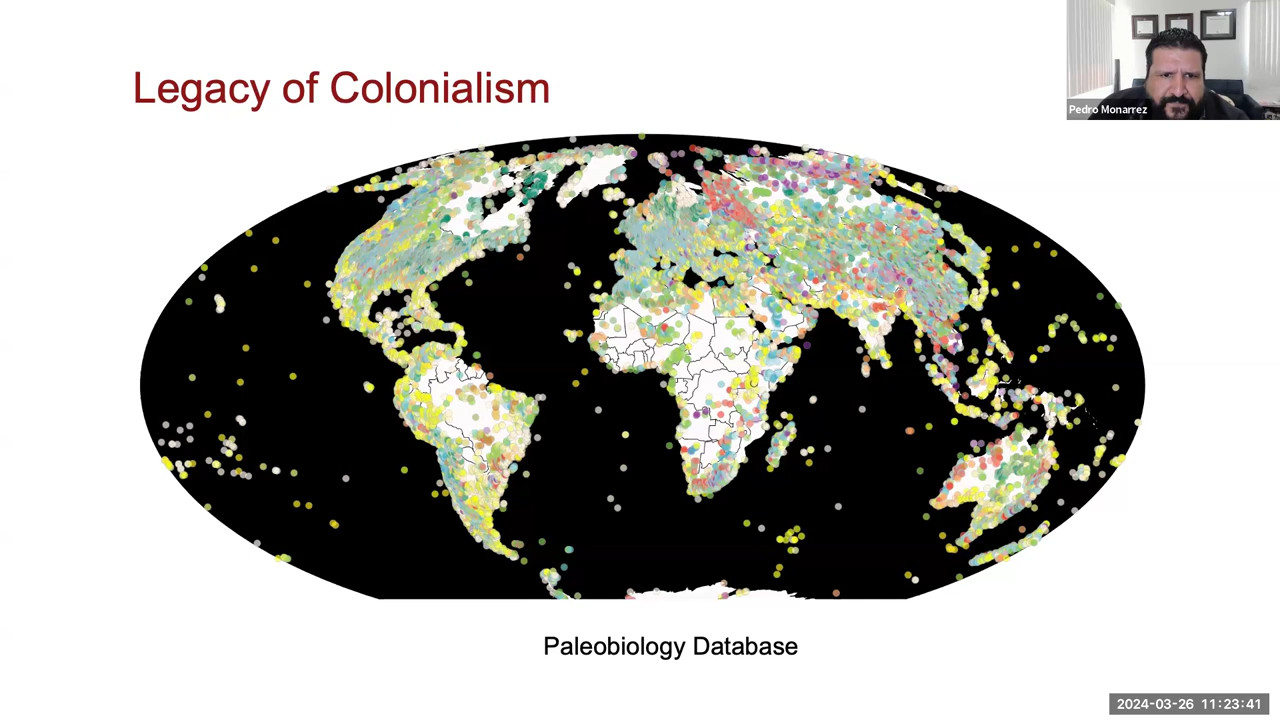 Legacy of Colonialism
Pedro Monarrez
Paleobiology Database
2024-03-26 11:23:41